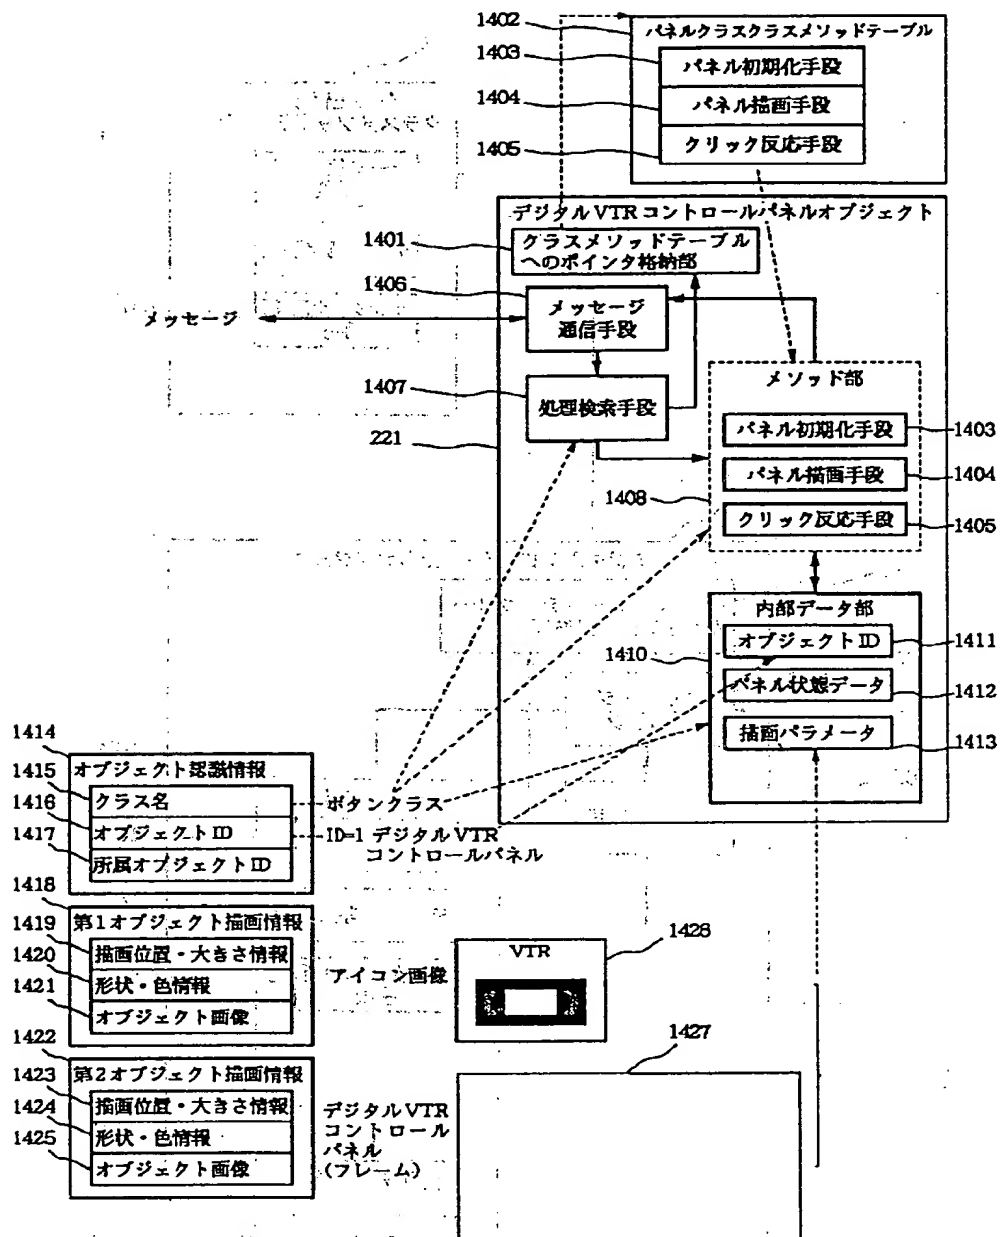 1402
パネルクラスクラスメソッドテーブル
1403
パネル初期化手段
1404
パネル描画手段
1405
クリック反応手段
デジタルVTRコントロールパネルオブジェクト
1401
クラスメソッドテーブル
へのポインタ格納部
1406
メッセージ
メッセージ
通信手段
1407
処理検索手段
221
メソッド部
パネル初期化手段
1403
パネル描画手段
1404
1408
クリック反応手段
1405
内部データ部
オブジェクトID
1411
1410
パネル状態データ
1412
描画パラメータ
1413
1414
オブジェクト認識情報
1415
クラス名
ボタンクラス
1416
オブジェクトID
ID=1 デジタルVTR
コントロールパネル
1417
所属オブジェクトID
1418
第1オブジェクト描画情報
1419
描画位置・大きさ情報
1420
形状・色情報
1421
オブジェクト画像
アイコン画像
VTR
1428
1422
第2オブジェクト描画情報
1423
描画位置・大きさ情報
1424
形状・色情報
1425
オブジェクト画像
デジタルVTR
コントロール
パネル
(フレーム)
1427